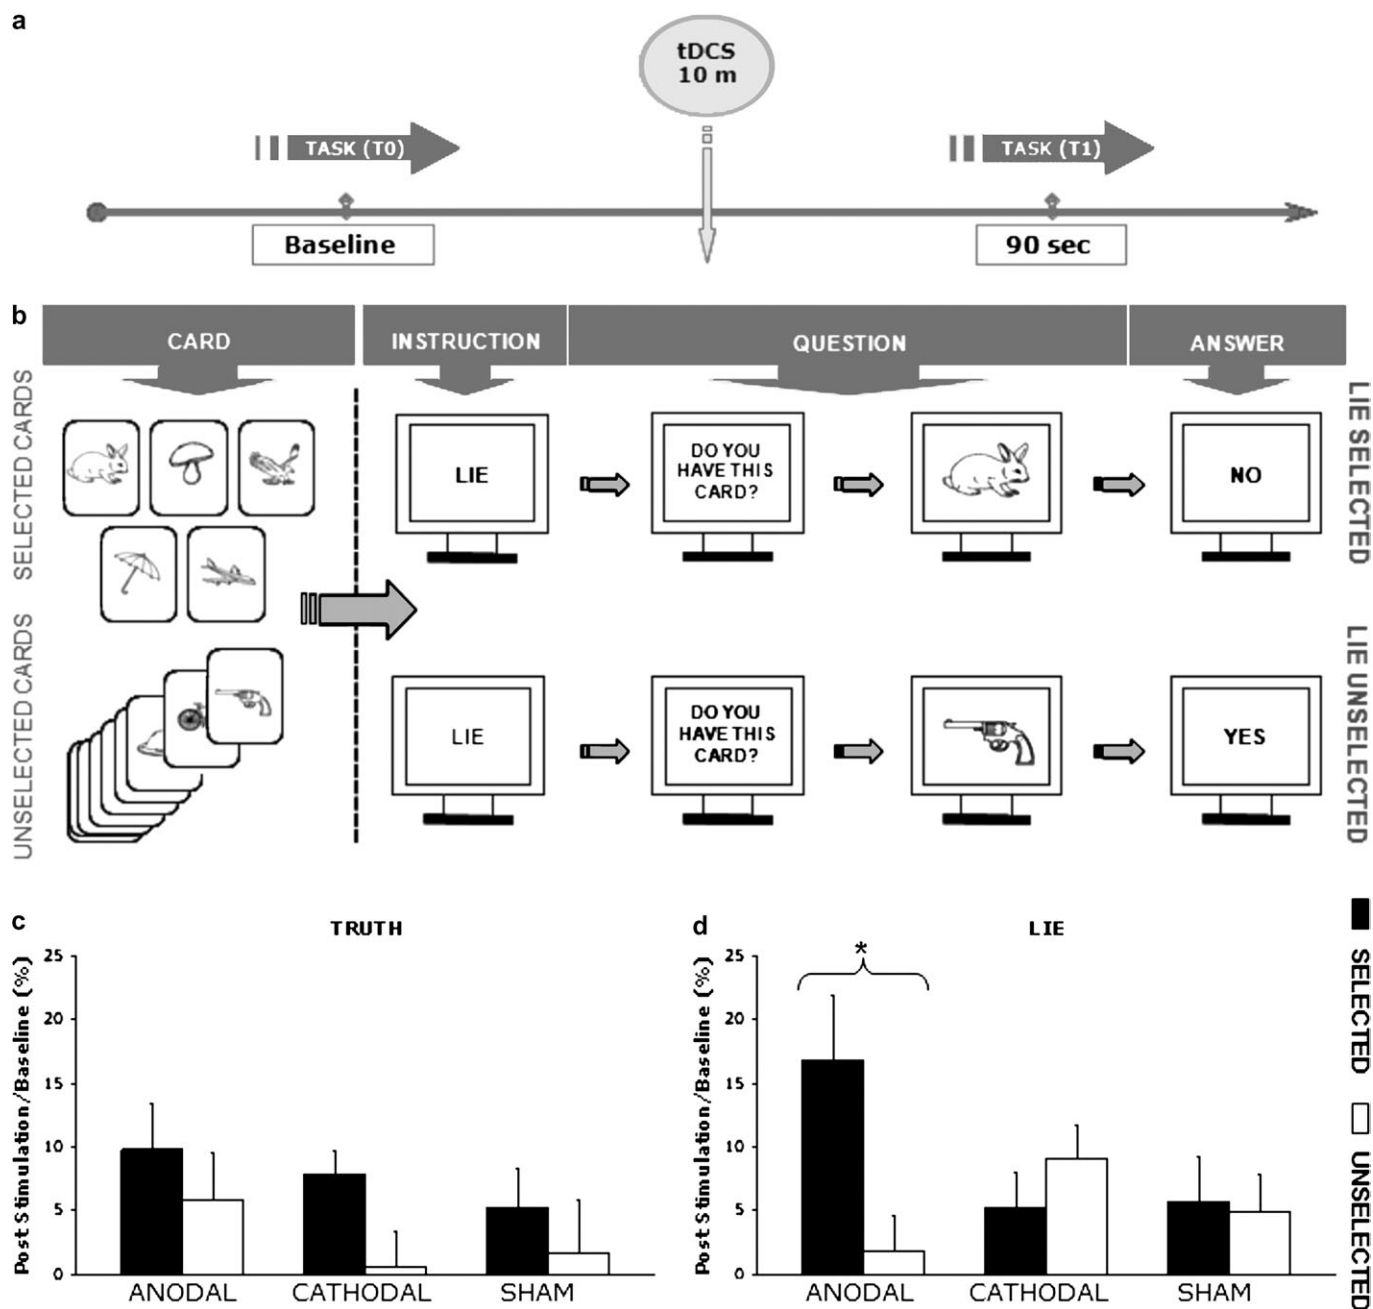 a
tDCS
10 m
TASK (T0)
TASK (T1)
Baseline
90 sec
b
CARD
INSTRUCTION
QUESTION
ANSWER
SELECTED CARDS
UNSELECTED CARDS
LIE
DO YOU
HAVE THIS
CARD?
NO
LIE SELECTED
LIE
DO YOU
HAVE THIS
CARD?
YES
LIE UNSELECTED
c
TRUTH
Post Stimulation/Baseline (%)
25
20
15
10
5
0
ANODAL
CATHODAL
SHAM
d
LIE
*
Post Stimulation/Baseline (%)
25
20
15
10
5
0
ANODAL
CATHODAL
SHAM
SELECTED
UNSELECTED